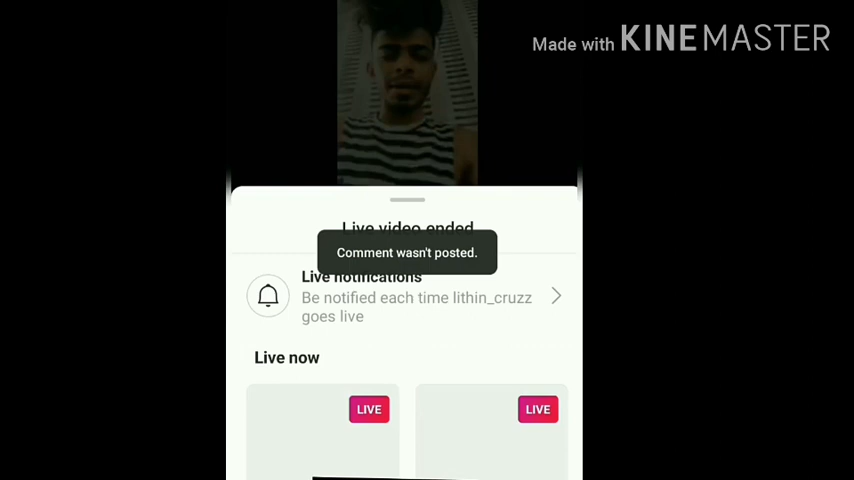 Made with KINEMASTER
Live video ended
Comment wasn't posted.
Live notifications
Be notified each time lithin_cruzz
goes live
Live now
LIVE LIVE